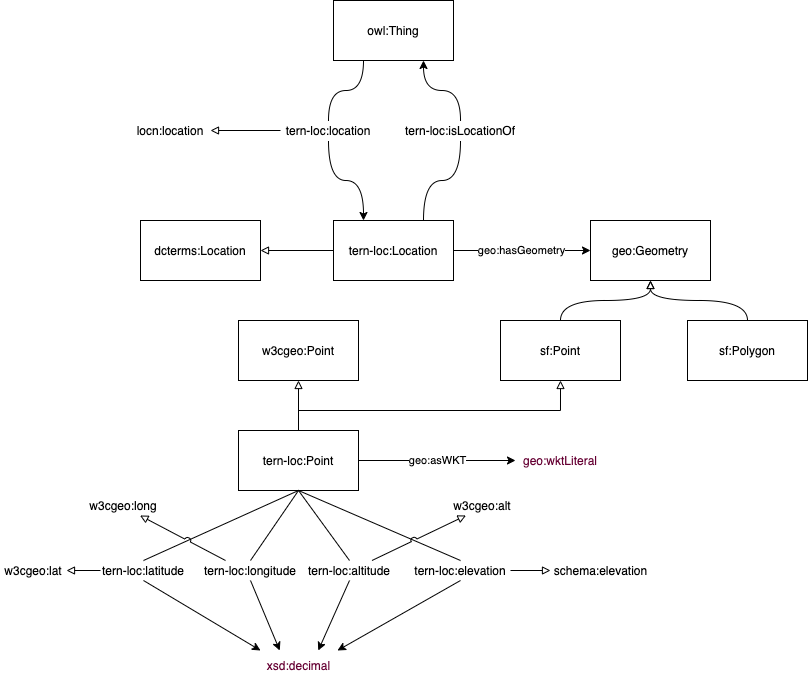 owl:Thing
locn:location
tern-loc:location
tern-loc:isLocationOf
dcterms:Location
tern-loc:Location
geo:hasGeometry
geo:Geometry
w3cgeo:Point
sf:Point
sf:Polygon
tern-loc:Point
geo:asWKT
geo:wktLiteral
w3cgeo:long
w3cgeo:alt
w3cgeo:lat
tern-loc:latitude
tern-loc:longitude
tern-loc:altitude
tern-loc:elevation
schema:elevation
xsd:decimal